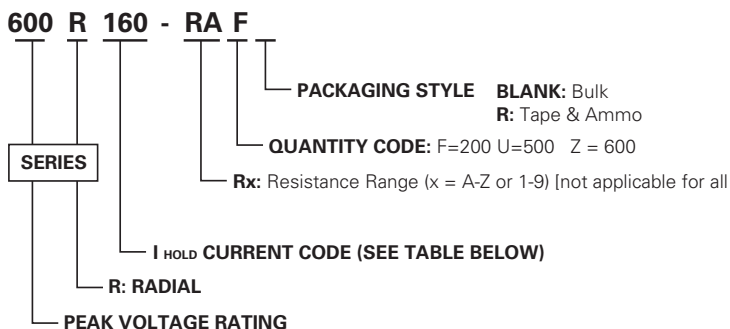 600 R 160 - RA F
PACKAGING STYLE BLANK: Bulk
R: Tape & Ammo
QUANTITY CODE: F=200 U=500 Z = 600
SERIES
Rx: Resistance Range (x = A-Z or 1-9) [not applicable for all
I HOLD CURRENT CODE (SEE TABLE BELOW)
R: RADIAL
PEAK VOLTAGE RATING